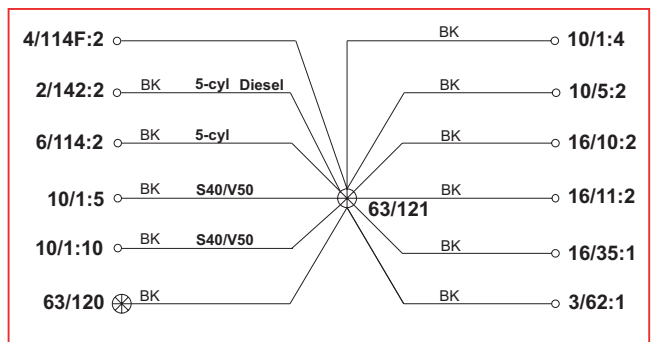 4/114F:2 BK 10/1:4
2/142:2 BK 5-cyl Diesel BK 10/5:2
6/114:2 BK 5-cyl BK 16/10:2
10/1:5 BK S40/V50 63/121 BK 16/11:2
10/1:10 BK S40/V50 BK 16/35:1
63/120 BK BK 3/62:1